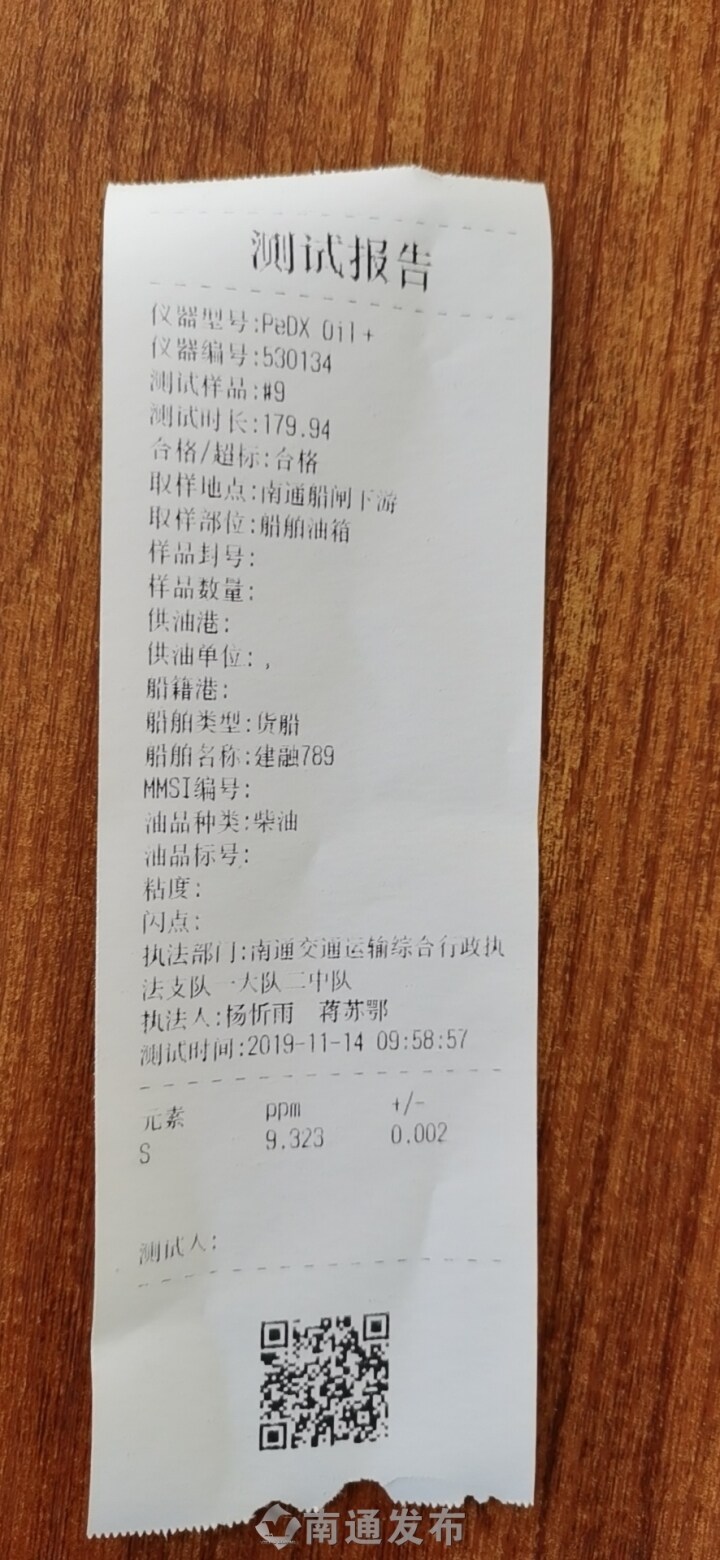 测试报告
仪器型号:PeDX Oil+
仪器编号:530134
测试样品:#9
测试时长:179.94
合格/超标:合格
取样地点:南通船闸下游
取样部位:船舶油箱
样品封号:
样品数量:
供油港:
供油单位:,
船籍港:
船舶类型:货船
船舶名称:建融789
MMSI编号:
油品种类:柴油
油品标号:
粘度:
闪点:
执法部门:南通交通运输综合行政执
法支队一大队二中队
执法人:杨忻雨 蒋苏鄂
测试时间:2019-11-14 09:58:57
元素 ppm +/-
S 9.323 0.002
测试人:
南通发布